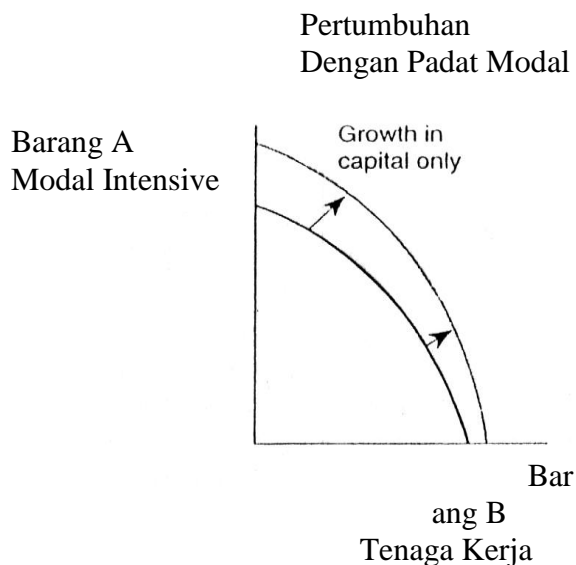 Pertumbuhan
Dengan Padat Modal
Barang A
Modal Intensive
Growth in
capital only
Bar
ang B
Tenaga Kerja